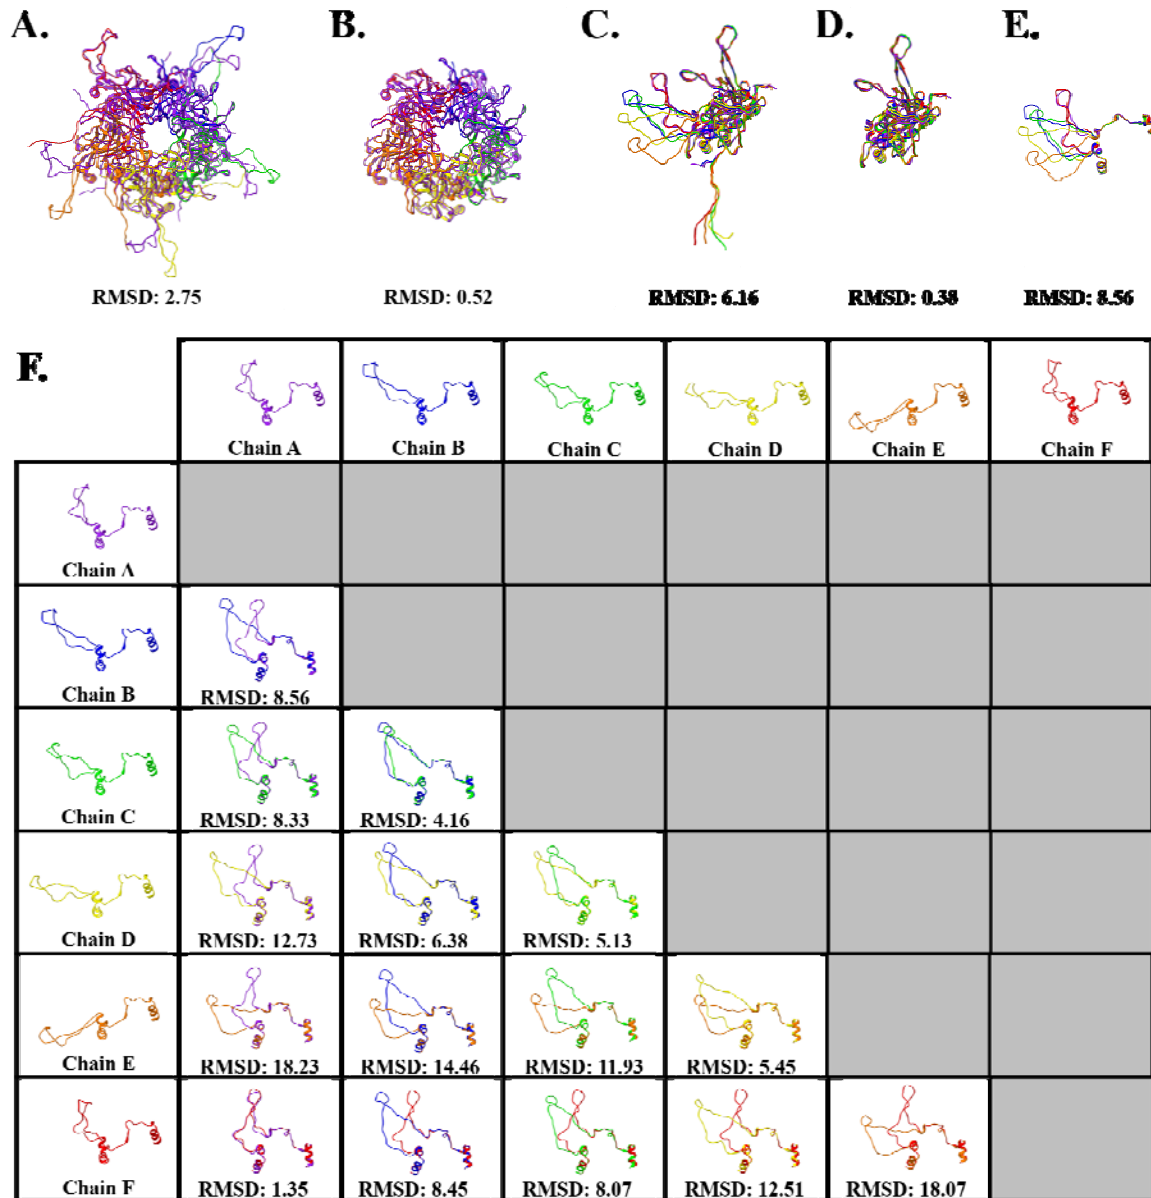 A. B. C. D. E.
RMSD: 2.75 RMSD: 0.52 RMSD: 6.16 RMSD: 0.38 RMSD: 8.56
F.
Chain A Chain B Chain C Chain D Chain E Chain F
Chain A
Chain B RMSD: 8.56
Chain C RMSD: 8.33 RMSD: 4.16
Chain D RMSD: 12.73 RMSD: 6.38 RMSD: 5.13
Chain E RMSD: 18.23 RMSD: 14.46 RMSD: 11.93 RMSD: 5.45
Chain F RMSD: 1.35 RMSD: 8.45 RMSD: 8.07 RMSD: 12.51 RMSD: 18.07